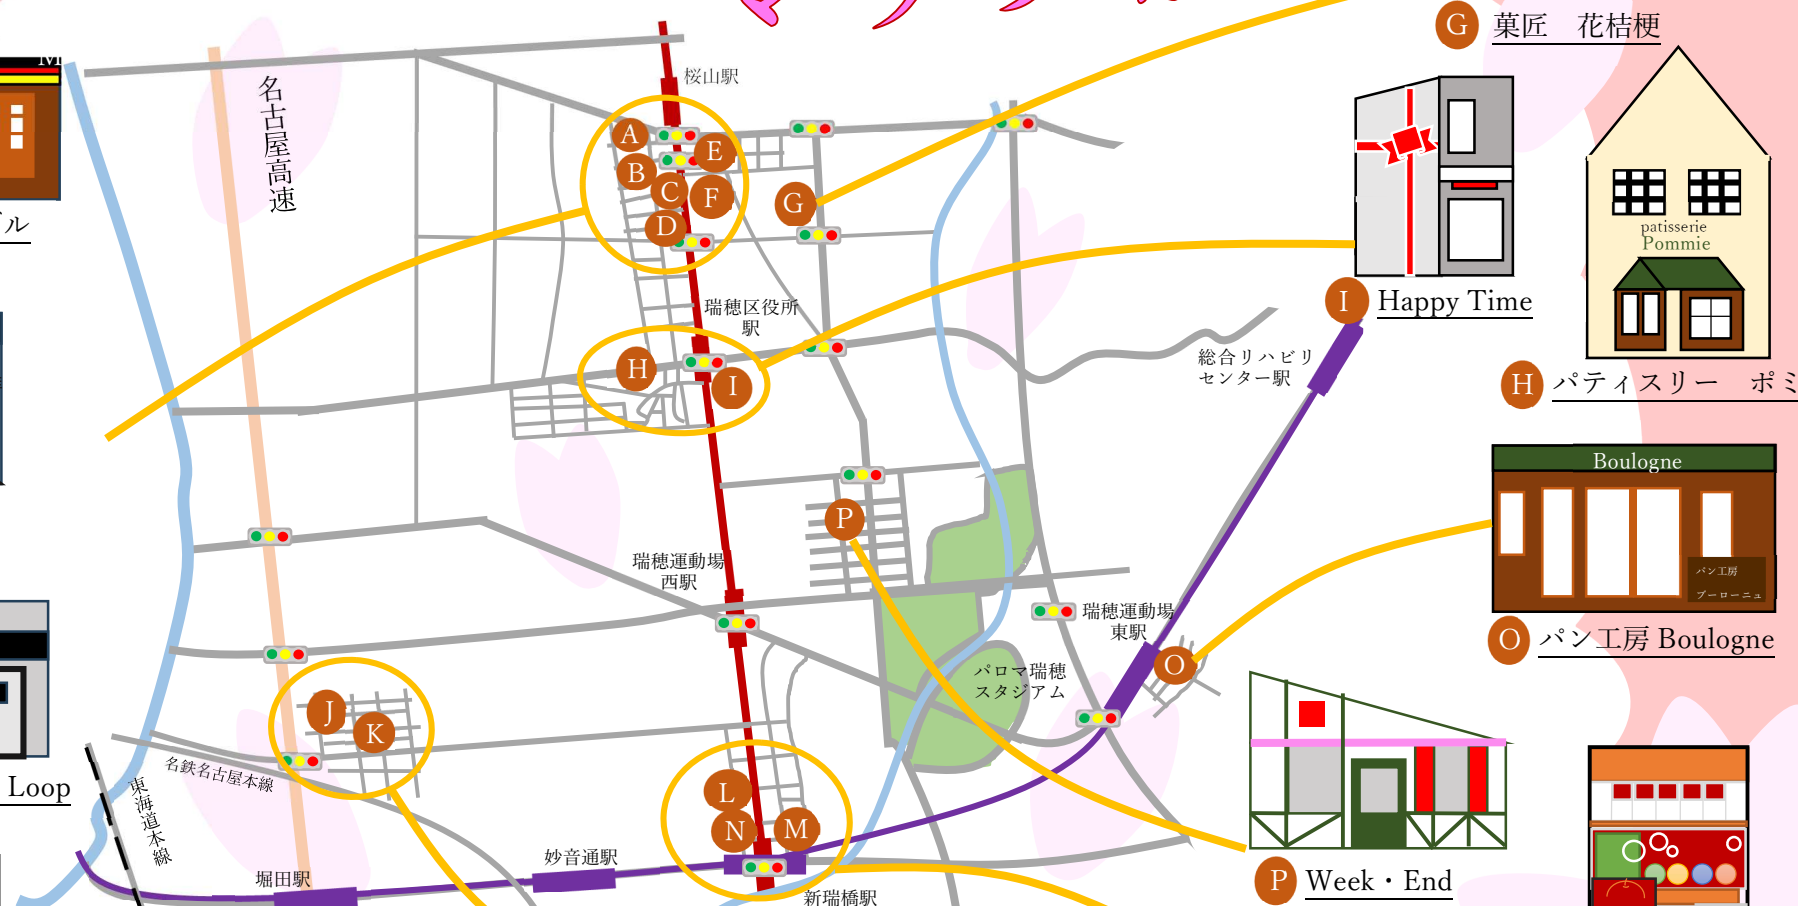 G 菓匠　花桔梗
桜山駅
名古屋高速
A
E
B
C
F
D
G
patisserie
Pommie
瑞穂区役所
駅
I Happy Time
総合リハビリ
センター駅
H
I
H パティスリー　ポミ
Boulogne
P
パン工房
ブーローニュ
瑞穂運動場
西駅
瑞穂運動場
東駅
O パン工房 Boulogne
O
パロマ瑞穂
スタジアム
J
K
Loop
名鉄名古屋本線
東海道本線
L
N
M
妙音通駅
堀田駅
新瑞橋駅
P Week・End